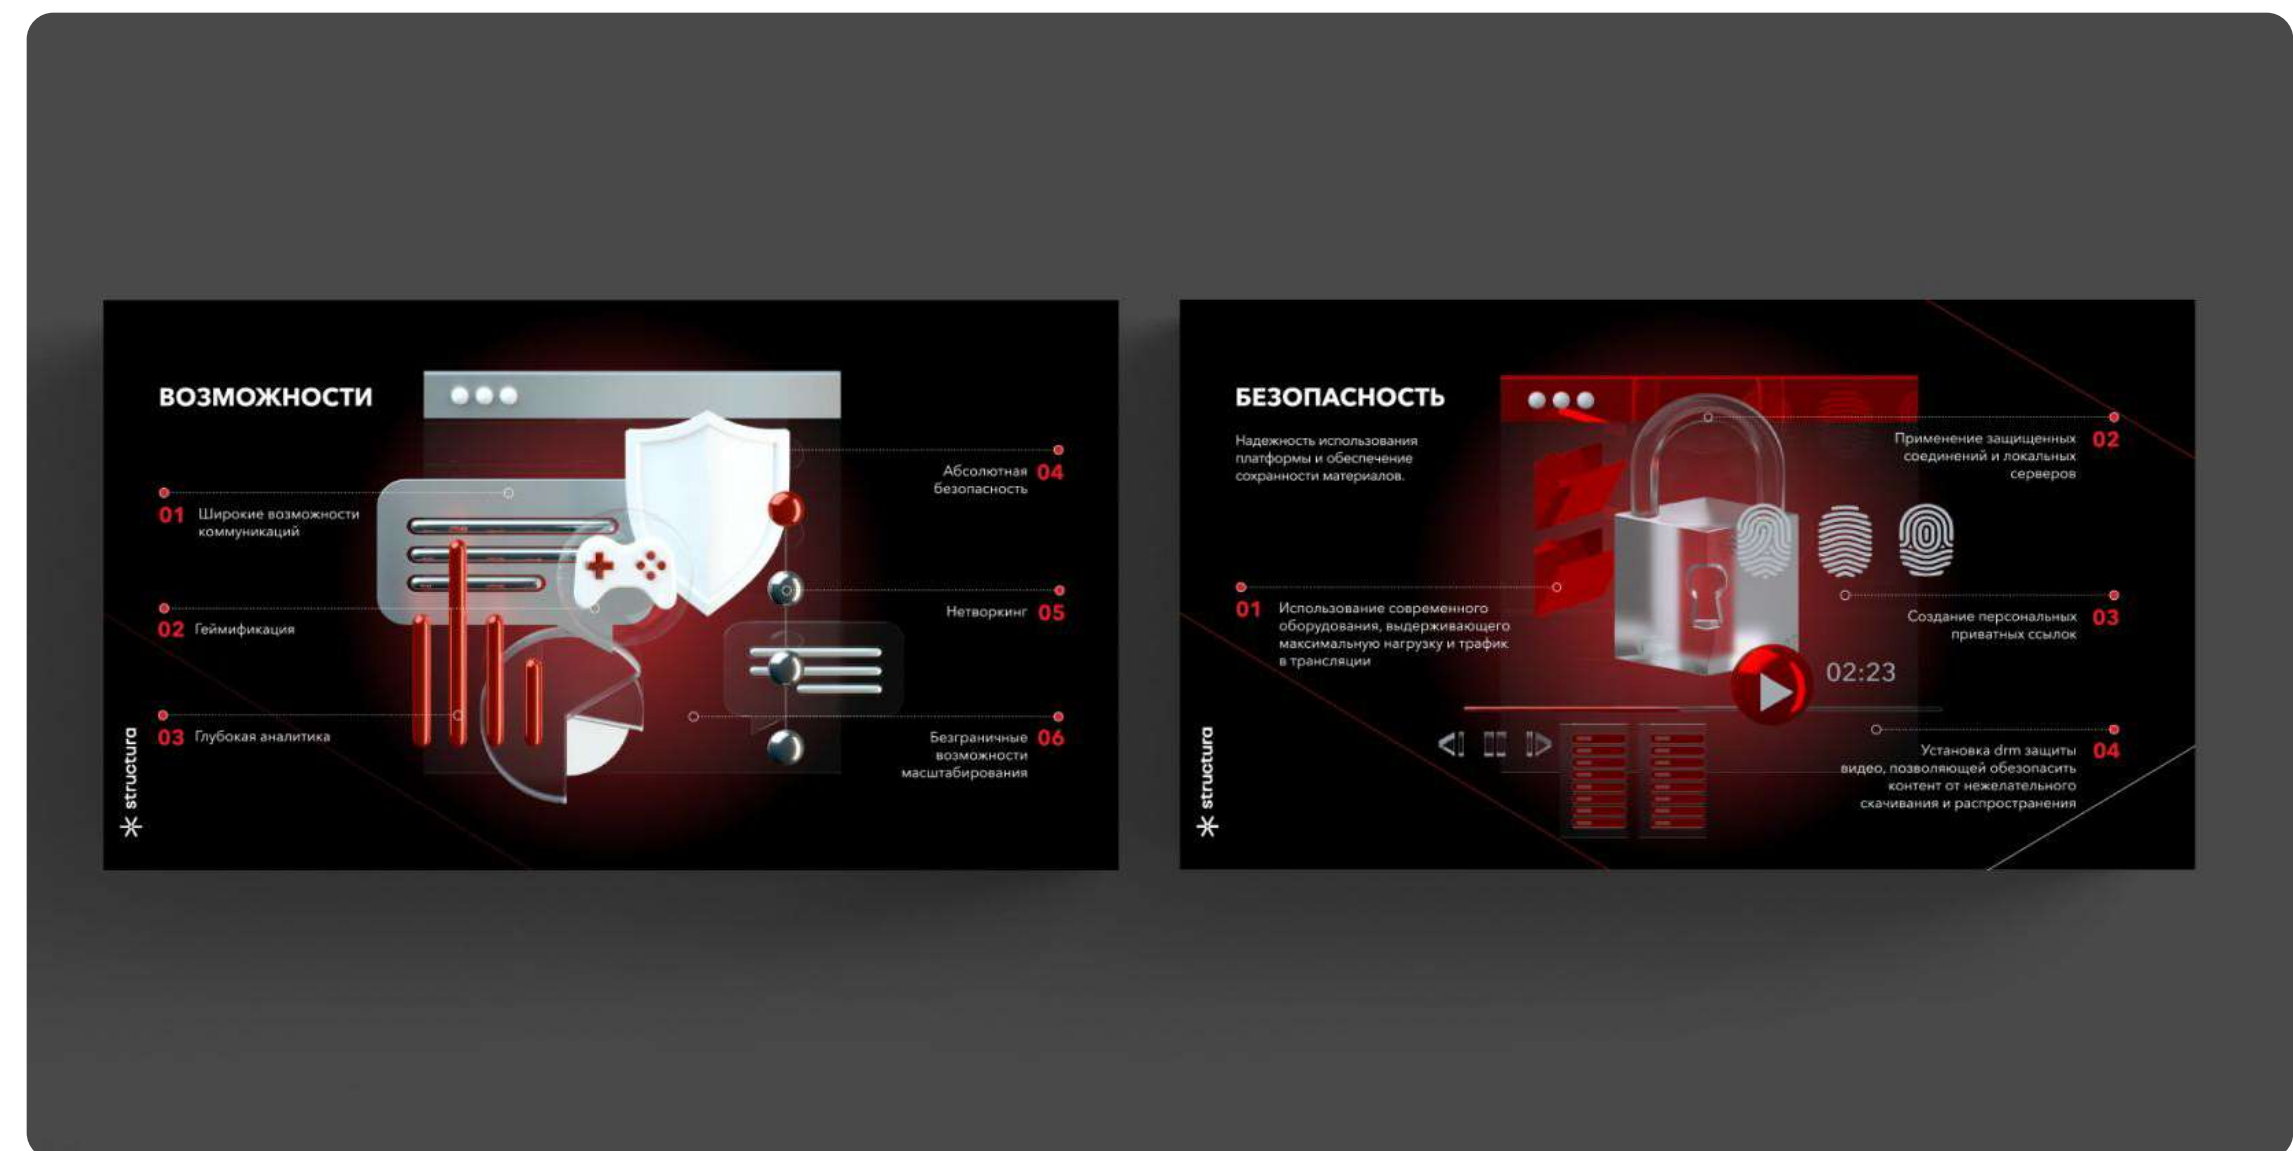 ВОЗМОЖНОСТИ
01 Широкие возможности
коммуникаций
02 Геймификация
03 Глубокая аналитика
Абсолютная 04
безопасность
Нетворкинг 05
Безграничные 06
возможности
масштабирования
structura
БЕЗОПАСНОСТЬ
Надежность использования
платформы и обеспечение
сохранности материалов.
01 Использование современного
оборудования, выдерживающего
максимальную нагрузку и трафик
в трансляции
Применение защищенных 02
соединений и локальных
серверов
Создание персональных 03
приватных ссылок
02:23
Установка drm защиты 04
видео, позволяющей обезопасить
контент от нежелательного
скачивания и распространения
structura